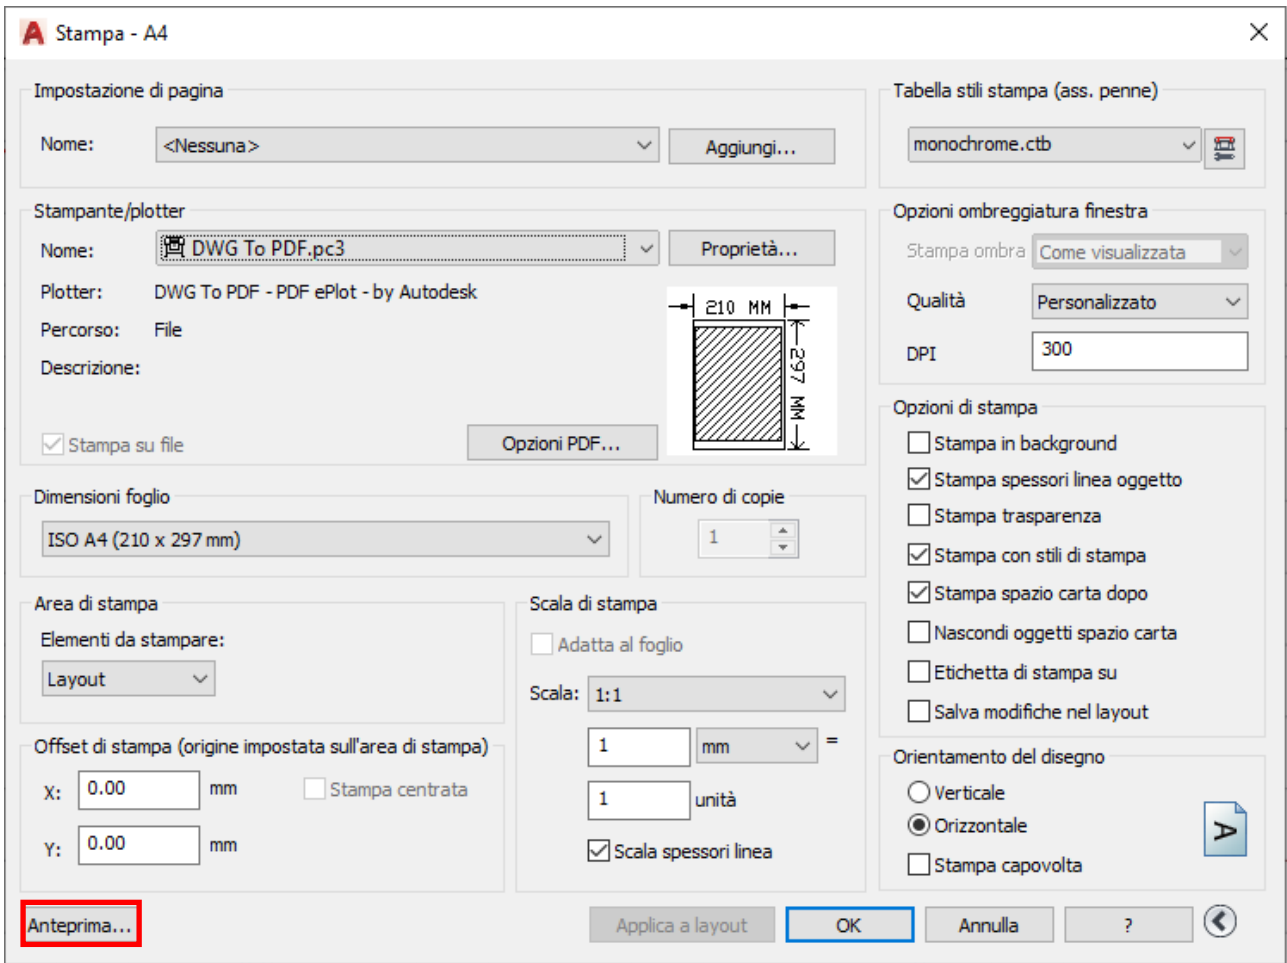 Stampa - A4
Impostazione di pagina
Nome:
<Nessuna>
Aggiungi...
Stampante/plotter
Nome:
DWG To PDF.pc3
Proprietà...
Plotter:
DWG To PDF - PDF ePlot - by Autodesk
Percorso:
File
Descrizione:
210 MM
297 MM
Stampa su file
Opzioni PDF...
Dimensioni foglio
ISO A4 (210 x 297 mm)
Numero di copie
1
Area di stampa
Elementi da stampare:
Layout
Offset di stampa (origine impostata sull'area di stampa)
X:
0.00
mm
Stampa centrata
Y:
0.00
mm
Scala di stampa
Adatta al foglio
Scala:
1:1
1
mm
=
1
unità
Scala spessori linea
Tabella stili stampa (ass. penne)
monochrome.ctb
Opzioni ombreggiatura finestra
Stampa ombra
Come visualizzata
Qualità
Personalizzato
DPI
300
Opzioni di stampa
Stampa in background
Stampa spessori linea oggetto
Stampa trasparenza
Stampa con stili di stampa
Stampa spazio carta dopo
Nascondi oggetti spazio carta
Etichetta di stampa su
Salva modifiche nel layout
Orientamento del disegno
Verticale
Orizzontale
Stampa capovolta
A
Anteprima...
Applica a layout
OK
Annulla
?